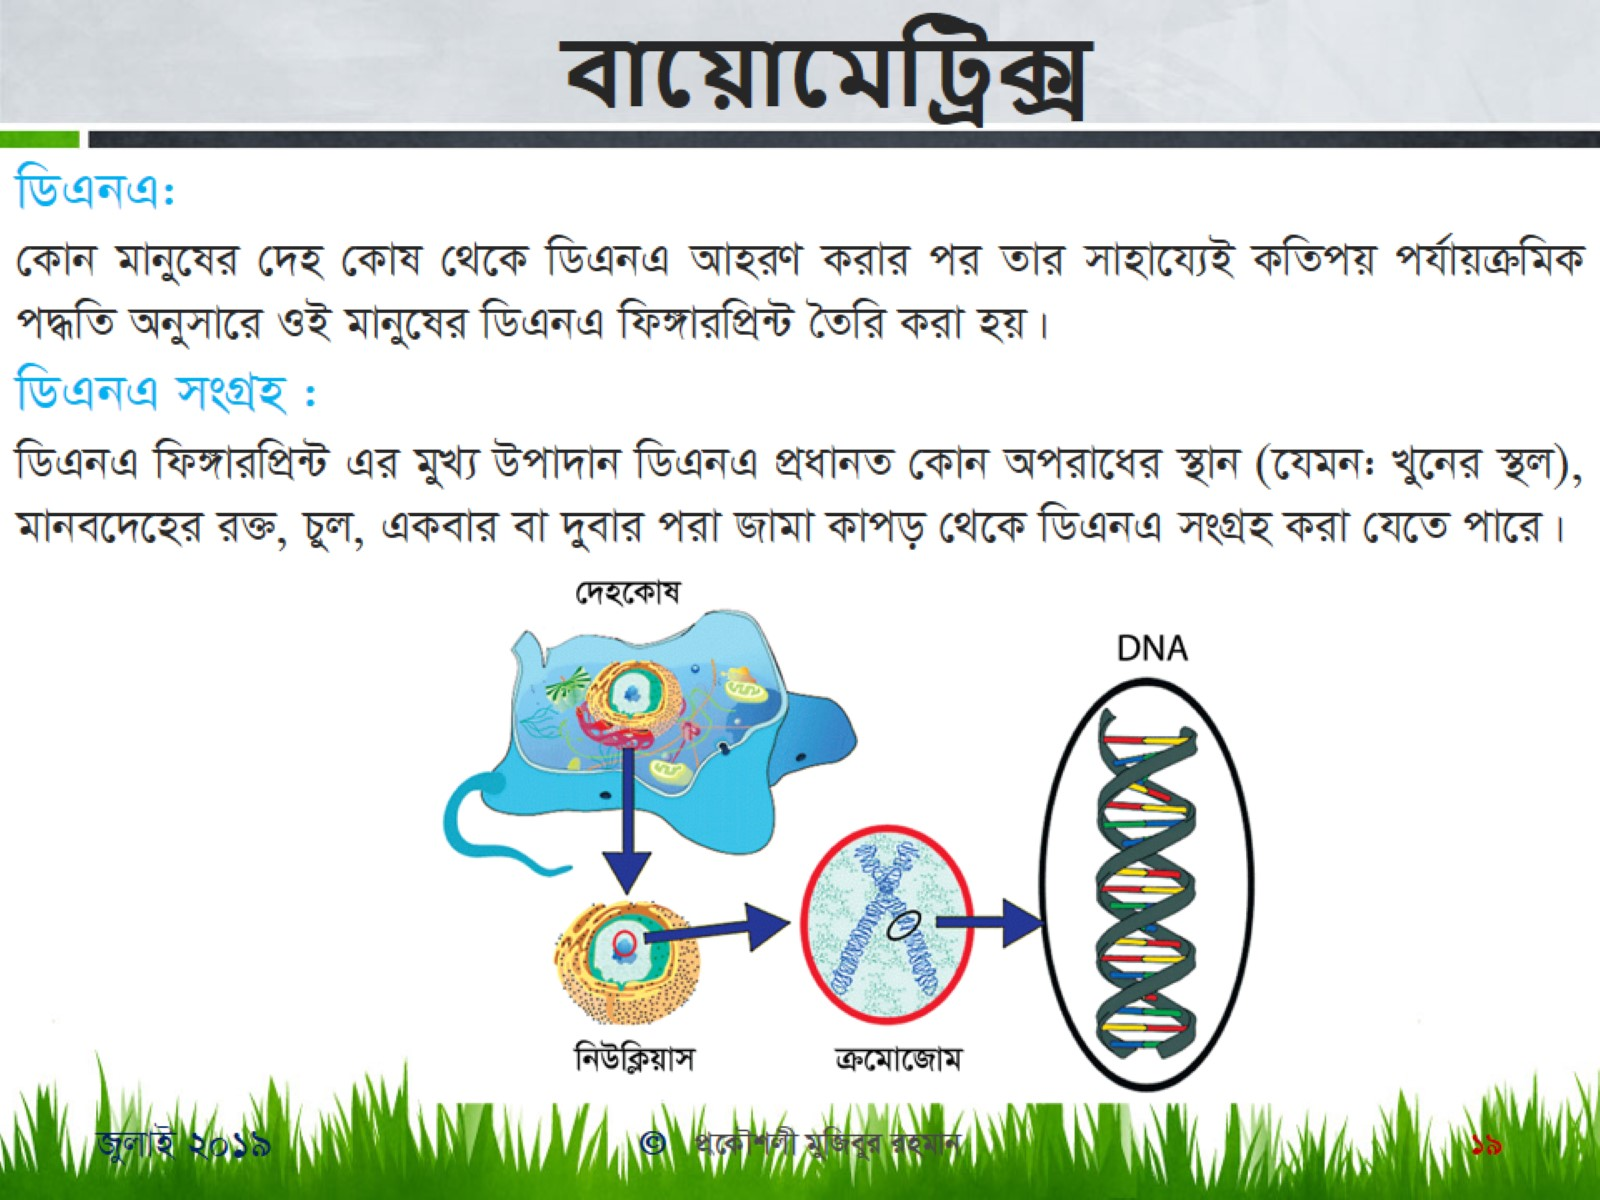 বায়োমেট্রিক্স
ডিএনএ:
কোন মানুষের দেহ কোষ থেকে ডিএনএ আহরণ করার পর তার সাহায্যেই কতিপয় পর্যায়ক্রমিক
পদ্ধতি অনুসারে ওই মানুষের ডিএনএ ফিঙ্গারপ্রিন্ট তৈরি করা হয়।
ডিএনএ সংগ্রহ :
ডিএনএ ফিঙ্গারপ্রিন্ট এর মুখ্য উপাদান ডিএনএ প্রধানত কোন অপরাধের স্থান (যেমন: খুনের স্থল),
মানবদেহের রক্ত, চুল, একবার বা দুবার পরা জামা কাপড় থেকে ডিএনএ সংগ্রহ করা যেতে পারে।
দেহকোষ
DNA
নিউক্লিয়াস
ক্রমোজোম
জুলাই ২০১৯
© প্রকৌশলী মুজিবুর রহমান
১৯